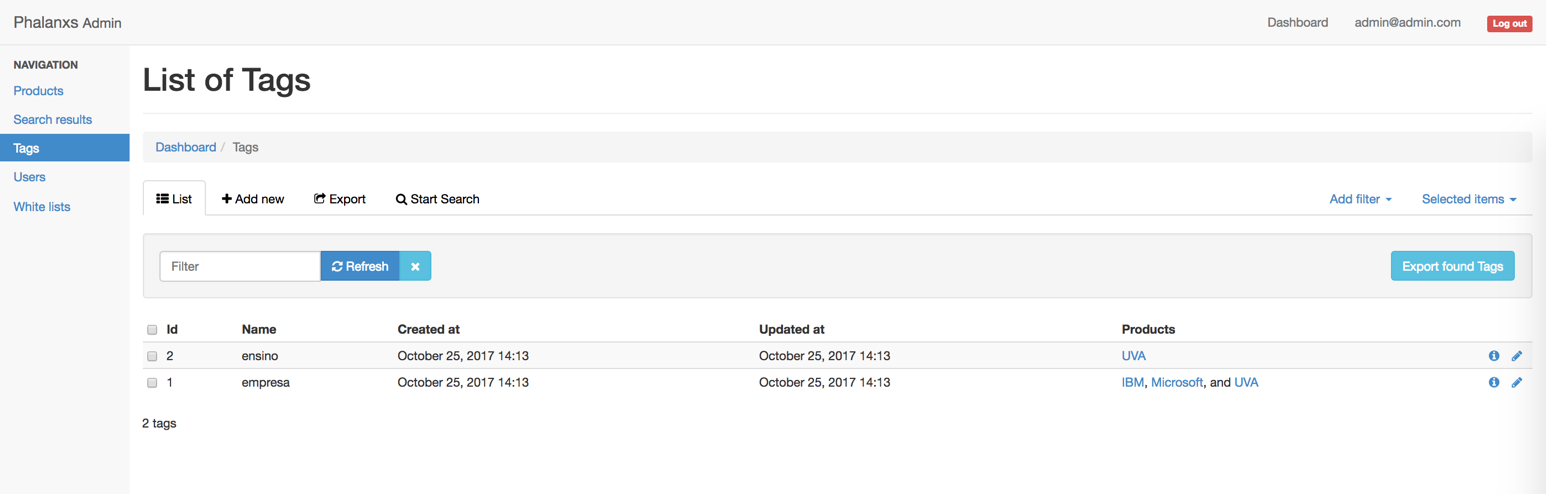 Phalanxs Admin
Dashboard admin@admin.com Log out
NAVIGATION
Products
Search results
Tags
Users
White lists
List of Tags
Dashboard / Tags
List Add new Export Start Search Add filter Selected items
Filter Refresh Export found Tags
Id Name Created at Updated at Products
2 ensino October 25, 2017 14:13 October 25, 2017 14:13 UVA
1 empresa October 25, 2017 14:13 October 25, 2017 14:13 IBM, Microsoft, and UVA
2 tags